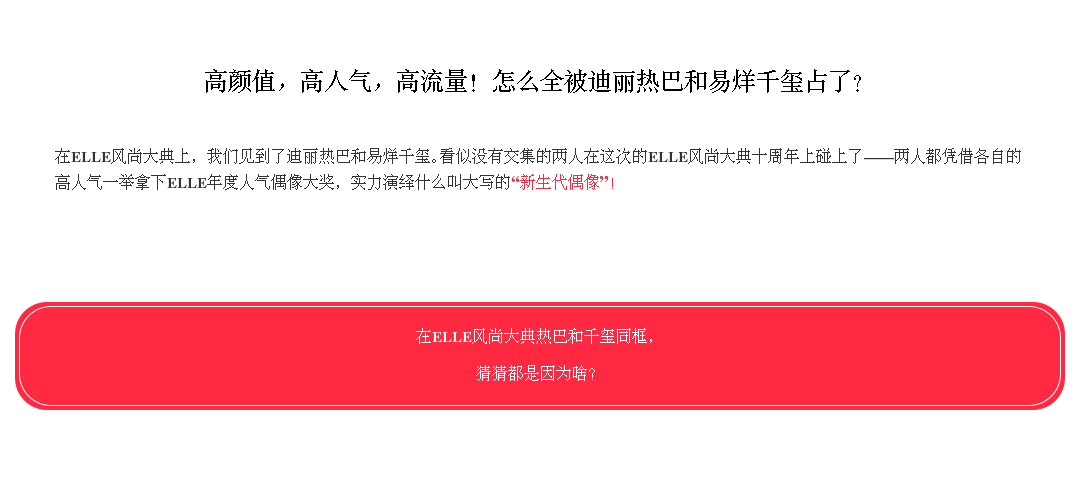 高颜值，高人气，高流量！怎么全被迪丽热巴和易烊千玺占了？
在ELLE风尚大典上，我们见到了迪丽热巴和易烊千玺。看似没有交集的两人在这次的ELLE风尚大典十周年上碰上了——两人都凭借各自的
高人气一举拿下ELLE年度人气偶像大奖，实力演绎什么叫大写的“新生代偶像”！
在ELLE风尚大典热巴和千玺同框，
猜猜都是因为啥？